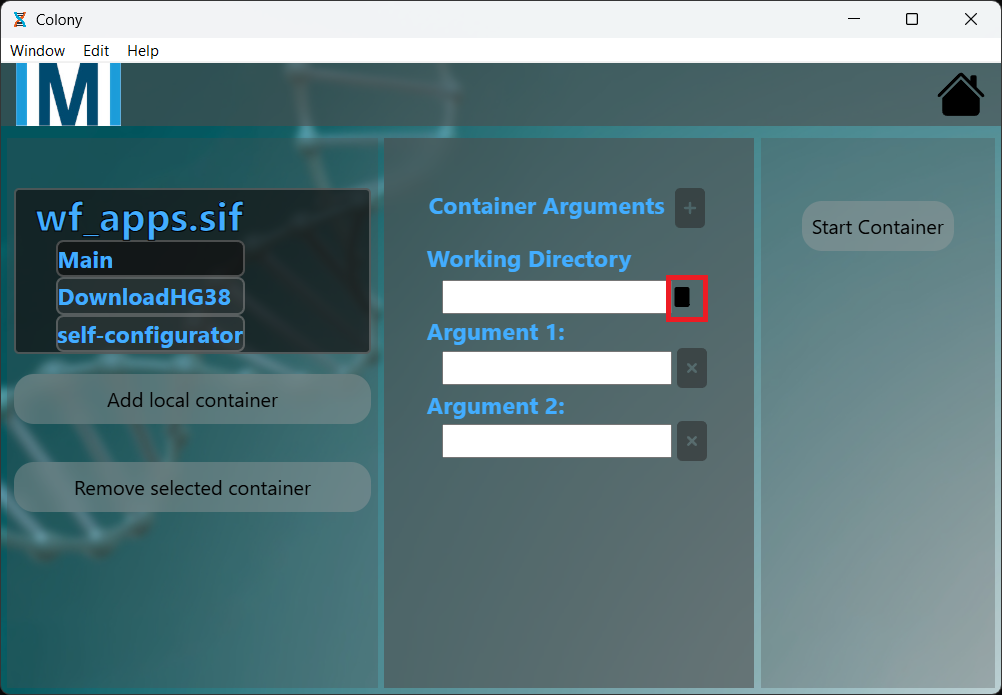 Colony
Window Edit Help
M
wf_apps.sif
Main
DownloadHG38
self-configurator
Add local container
Remove selected container
Container Arguments +
Working Directory
Argument 1:
×
Argument 2:
×
Start Container